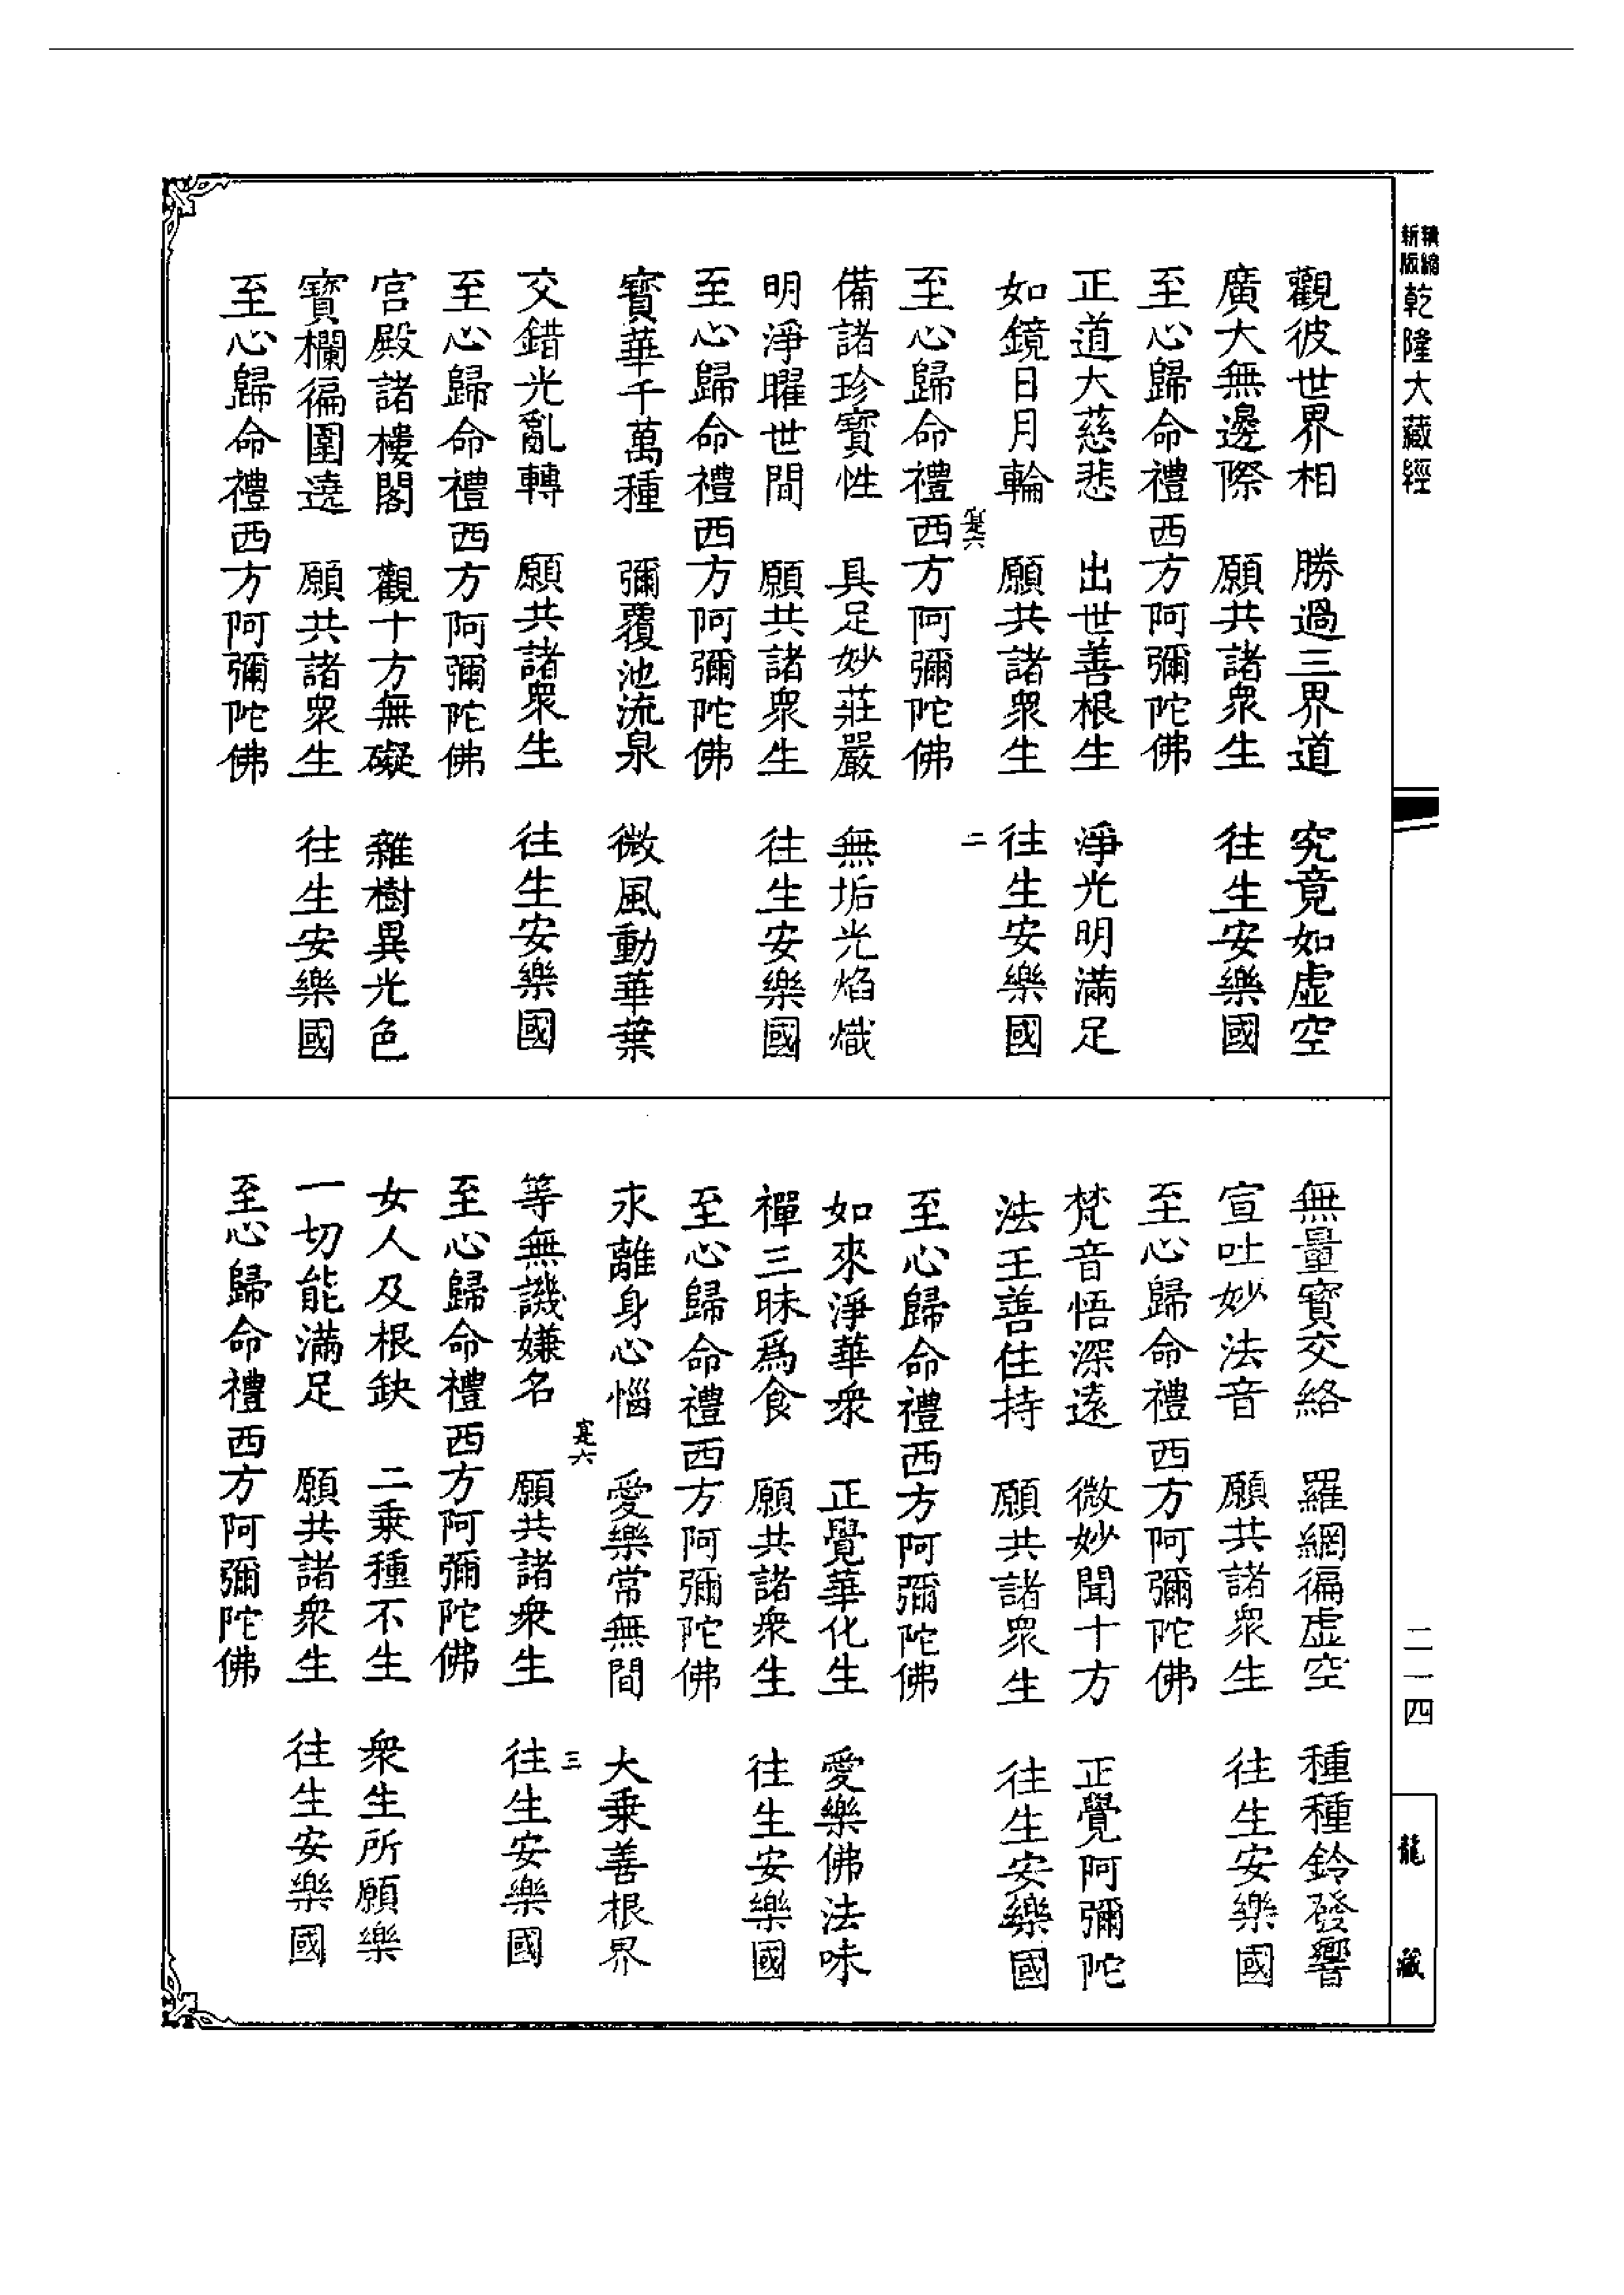 精縮新版乾隆大藏經
觀彼世界相　勝過三界道　究竟如虛空
廣大無邊際　願共諸衆生　往生安樂國
至心歸命禮西方阿彌陀佛
正道大慈悲　出世善根生　淨光明滿足
如鏡日月輪　願共諸衆生　往生安樂國
寔六　二
至心歸命禮西方阿彌陀佛
備諸珍寶性　具足妙莊嚴　無垢光焰熾
明淨曜世間　願共諸衆生　往生安樂國
至心歸命禮西方阿彌陀佛
寳華千萬種　彌覆池流泉　微風動華葉
交錯光亂轉　願共諸衆生　往生安樂國
至心歸命禮西方阿彌陀佛
宮殿諸樓閣　觀十方無礙　雜樹異光色
寳欄徧圍遶　願共諸衆生　往生安樂國
至心歸命禮西方阿彌陀佛
無量寳交絡　羅網徧虛空　種種鈴發響
宣吐妙法音　願共諸衆生　往生安樂國
至心歸命禮西方阿彌陀佛
梵音悟深遠　微妙聞十方　正覺阿彌陀
法王善住持　願共諸衆生　往生安樂國
至心歸命禮西方阿彌陀佛
如來淨華衆　正覺華化生　愛樂佛法味
禪三昧爲食　願共諸衆生　往生安樂國
至心歸命禮西方阿彌陀佛
永離身心惱　愛樂常無間　大乘善根界
寔六　三
等無譏嫌名　願共諸衆生　往生安樂國
至心歸命禮西方阿彌陀佛
女人及根缺　二乘種不生　衆生所願樂
一切能滿足　願共諸衆生　往生安樂國
至心歸命禮西方阿彌陀佛
二一四
龍藏